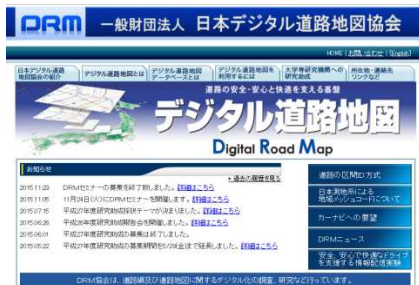 DRM 一般財団法人 日本デジタル道路地図協会
HOME | お問い合わせ | English
日本デジタル道路地図協会の紹介
デジタル道路地図とは
デジタル道路地図データベースとは
デジタル道路地図を利用するには
大学等研究機関への研究助成
所在地・連絡先 リンクなど
道路の安全・安心と快適を支える基盤
デジタル道路地図
Digital Road Map
お知らせ
過去の履歴を見る
2015.11.23 DRMセミナーの募集を終了致しました。詳細はこちら
2015.11.05 11月24日(火)にDRMセミナーを開催します。詳細はこちら
2015.07.15 平成27年度研究助成採択テーマが決まりました。詳細はこちら
2015.06.26 平成26年度研究助成報告会を開催しました。詳細はこちら
2015.06.01 平成27年度研究助成の募集は終了しました。
2015.05.22 平成27年度研究助成の募集期間を5/29(金)まで延長しました。詳細はこちら
道路の区間ID方式
日本測地系による
地域メッシュコードについて
カーナビへの要望
DRMニュース
安全、安心で快適なドライブ
を支援する情報配信実験
DRM協会は、道路網及び道路地図に関するデジタル化の調査、研究など行っています。